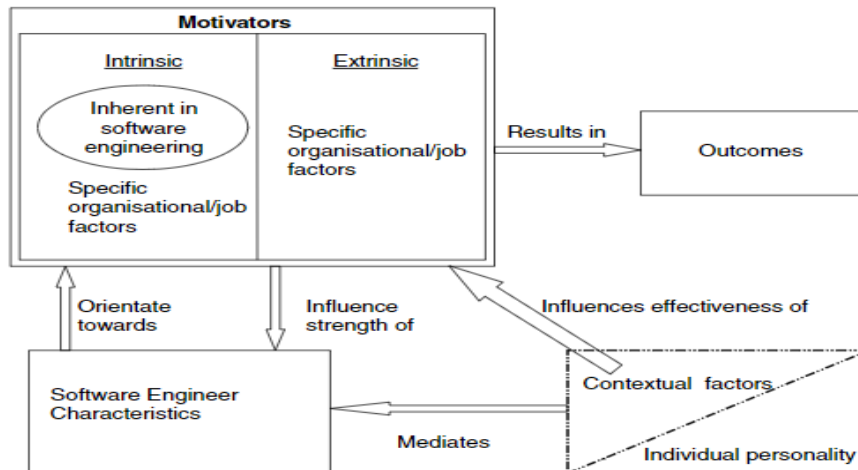 Motivators
Intrinsic
Inherent in
software
engineering
Specific
organisational/job
factors
Extrinsic
Specific
organisational/job
factors
Results in
Outcomes
Orientate
towards
Influence
strength of
Influences effectiveness of
Software Engineer
Characteristics
Mediates
Contextual factors
Individual personality